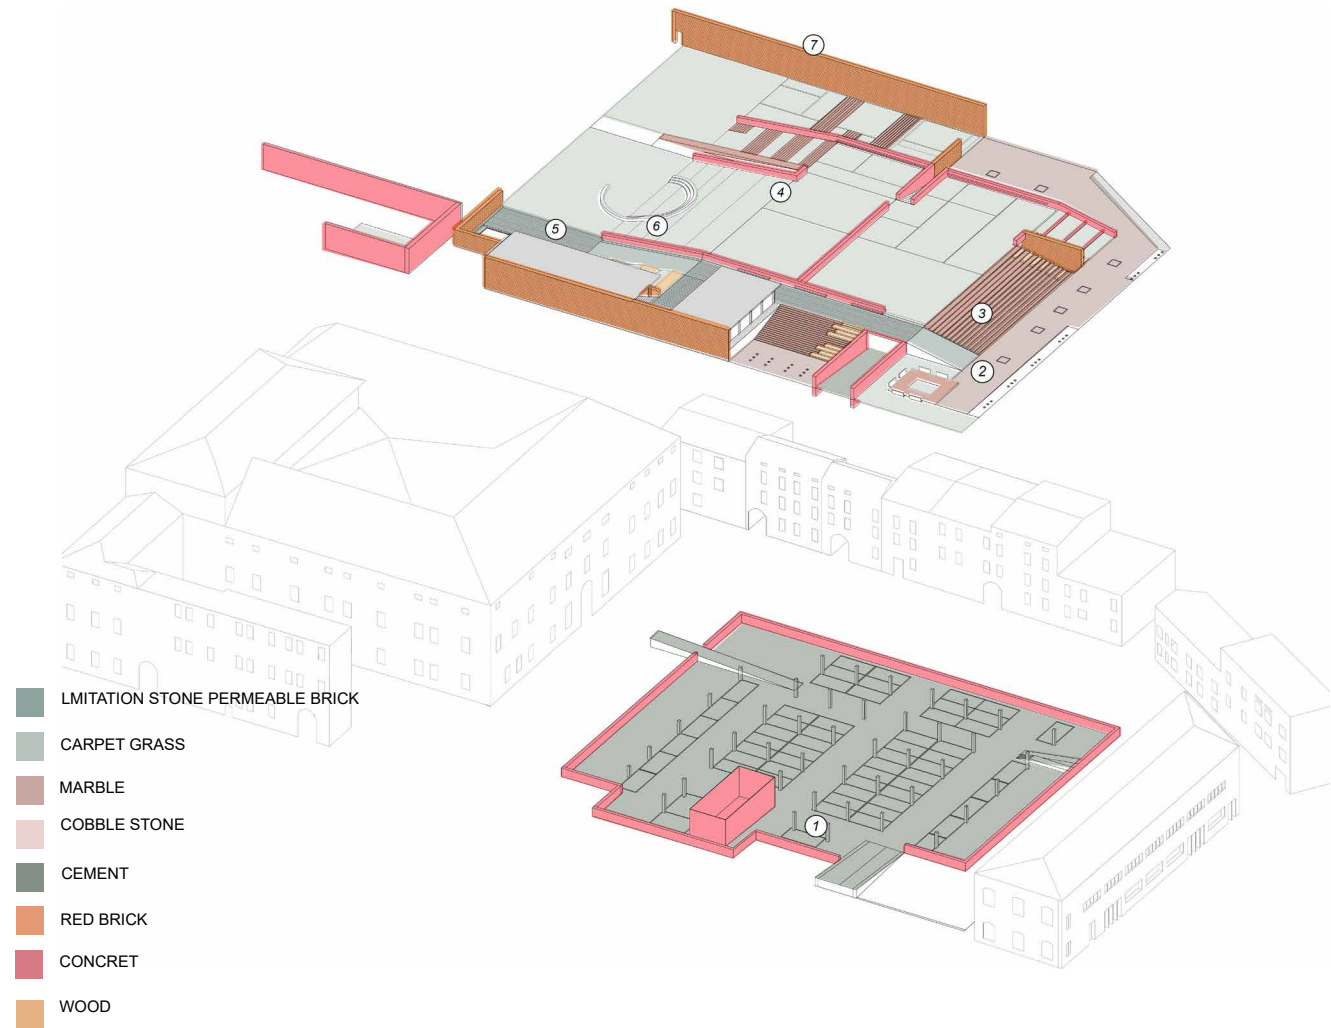 7
4
5
6
3
2
LMITATION STONE PERMEABLE BRICK
CARPET GRASS
MARBLE
COBBLE STONE
1
CEMENT
RED BRICK
CONCRET
WOOD